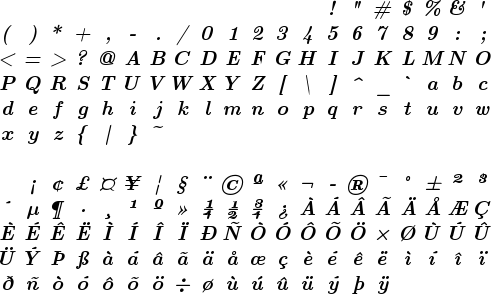 ! " # $ % & '
( ) * + , - . / 0 1 2 3 4 5 6 7 8 9 : ;
< = > ? @ A B C D E F G H I J K L M N O
P Q R S T U V W X Y Z [ \ ] ^ _ ` a b c
d e f g h i j k l m n o p q r s t u v w
x y z { | } ~
¡ ¢ £ ¤ ¥ ¦ § ¨ © ª « ¬ - ® ¯ ° ± ² ³
´ µ ¶ · ¸ ¹ º » ¼ ½ ¾ ¿ À Á Â Ã Ä Å Æ Ç
È É Ê Ë Ì Í Î Ï Ð Ñ Ò Ó Ô Õ Ö × Ø Ù Ú Û
Ü Ý Þ ß à á â ã ä å œ ç è é ê ë ì í î ï
ð ñ ò ó ô õ ö ÷ ø ù ú û ü ý þ ÿ